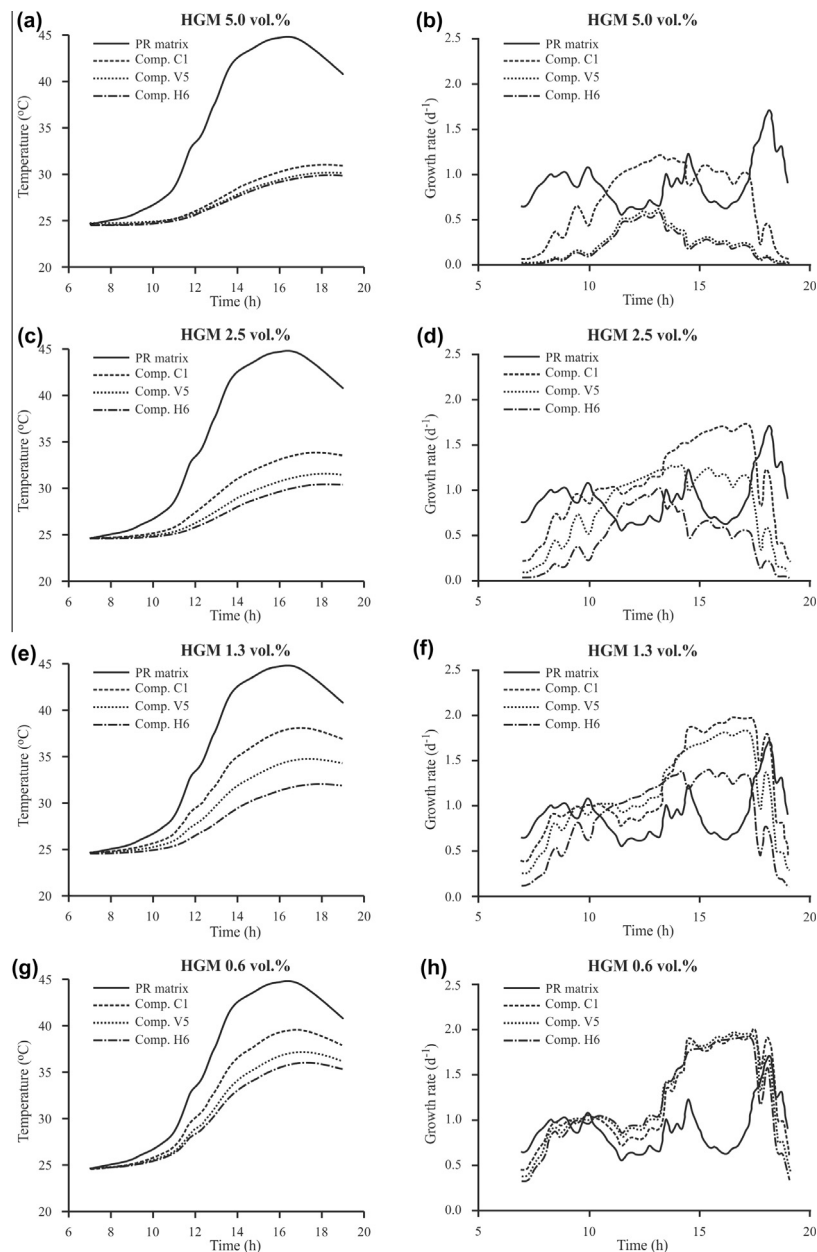 (a)
HGM 5.0 vol.%
45
40
35
30
25
20
Temperature (ºC)
PR matrix
Comp. C1
Comp. V5
Comp. H6
6 8 10 12 14 16 18 20
Time (h)
(b)
HGM 5.0 vol.%
2.5
2.0
1.5
1.0
0.5
0.0
Growth rate (d-1)
PR matrix
Comp. C1
Comp. V5
Comp. H6
5 10 15 20
Time (h)
(c)
HGM 2.5 vol.%
45
40
35
30
25
20
Temperature (ºC)
PR matrix
Comp. C1
Comp. V5
Comp. H6
6 8 10 12 14 16 18 20
Time (h)
(d)
HGM 2.5 vol.%
2.5
2.0
1.5
1.0
0.5
0.0
Growth rate (d-1)
PR matrix
Comp. C1
Comp. V5
Comp. H6
5 10 15 20
Time (h)
(e)
HGM 1.3 vol.%
45
40
35
30
25
20
Temperature (ºC)
PR matrix
Comp. C1
Comp. V5
Comp. H6
6 8 10 12 14 16 18 20
Time (h)
(f)
HGM 1.3 vol.%
2.5
2.0
1.5
1.0
0.5
0.0
Growth rate (d-1)
PR matrix
Comp. C1
Comp. V5
Comp. H6
5 10 15 20
Time (h)
(g)
HGM 0.6 vol.%
45
40
35
30
25
20
Temperature (ºC)
PR matrix
Comp. C1
Comp. V5
Comp. H6
6 8 10 12 14 16 18 20
Time (h)
(h)
HGM 0.6 vol.%
2.5
2.0
1.5
1.0
0.5
0.0
Growth rate (d-1)
PR matrix
Comp. C1
Comp. V5
Comp. H6
5 10 15 20
Time (h)